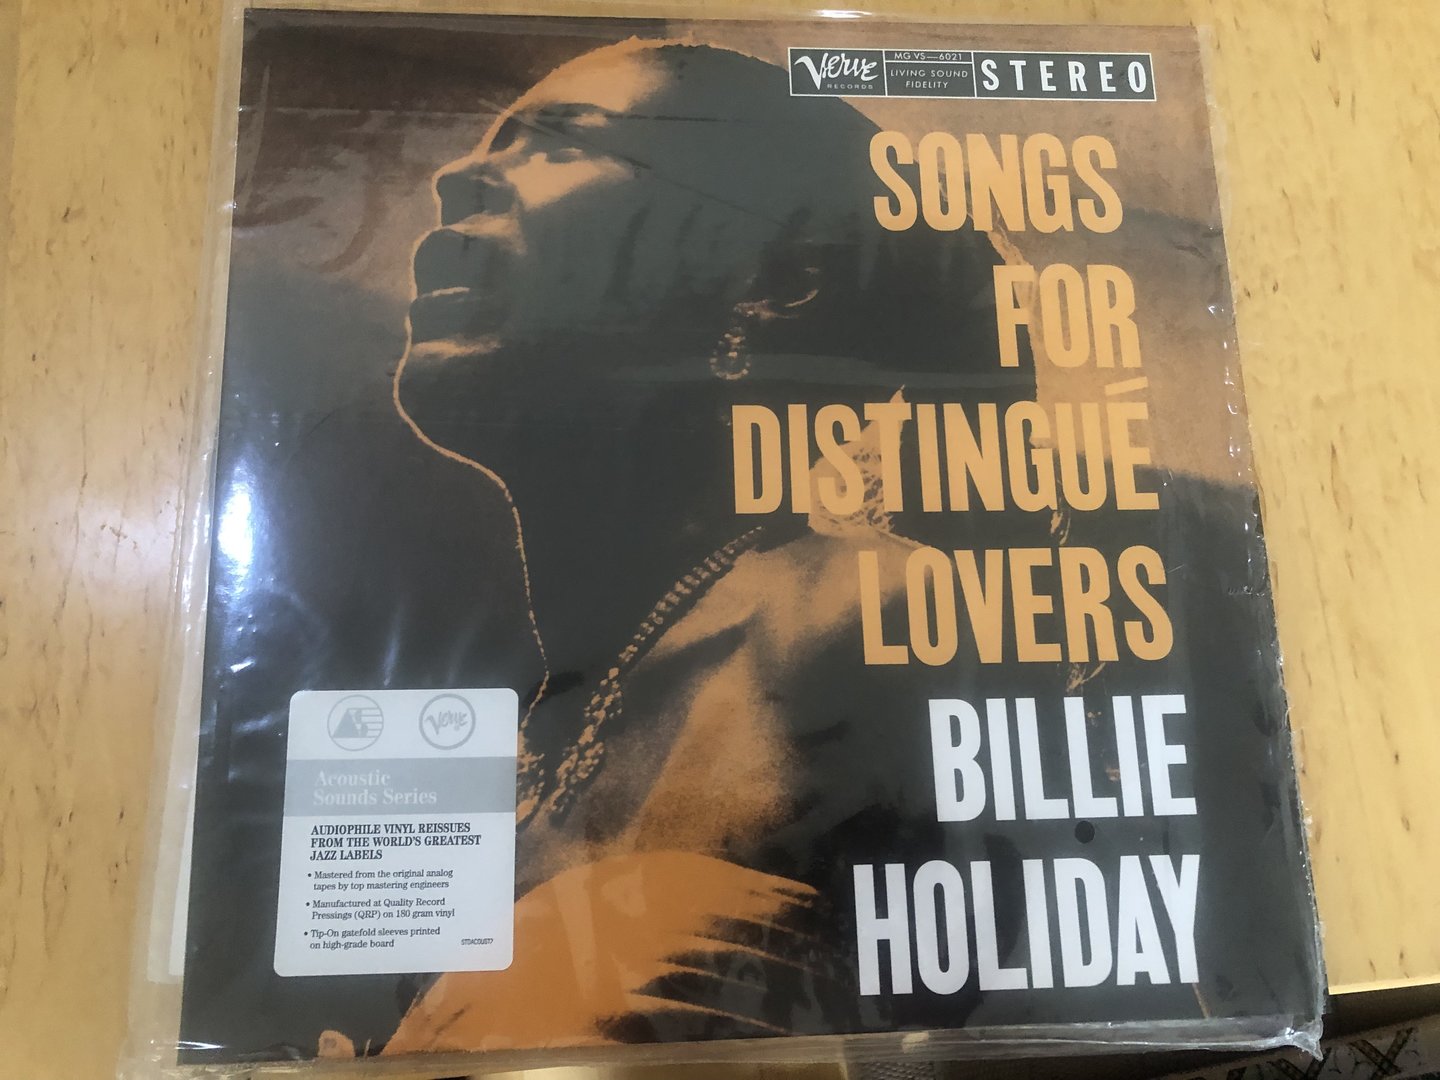 Verve
RECORDS
MG VS—6021
LIVING SOUND
FIDELITY
STEREO
SONGS
FOR
DISTINGUÉ
LOVERS
BILLIE
HOLIDAY
AS
Verve
Acoustic
Sounds Series
AUDIOPHILE VINYL REISSUES
FROM THE WORLD'S GREATEST
JAZZ LABELS
• Mastered from the original analog
tapes by top mastering engineers
• Manufactured at Quality Record
Pressings (QRP) on 180 gram vinyl
• Tip-On gatefold sleeves printed
on high-grade board
STDACOUST7